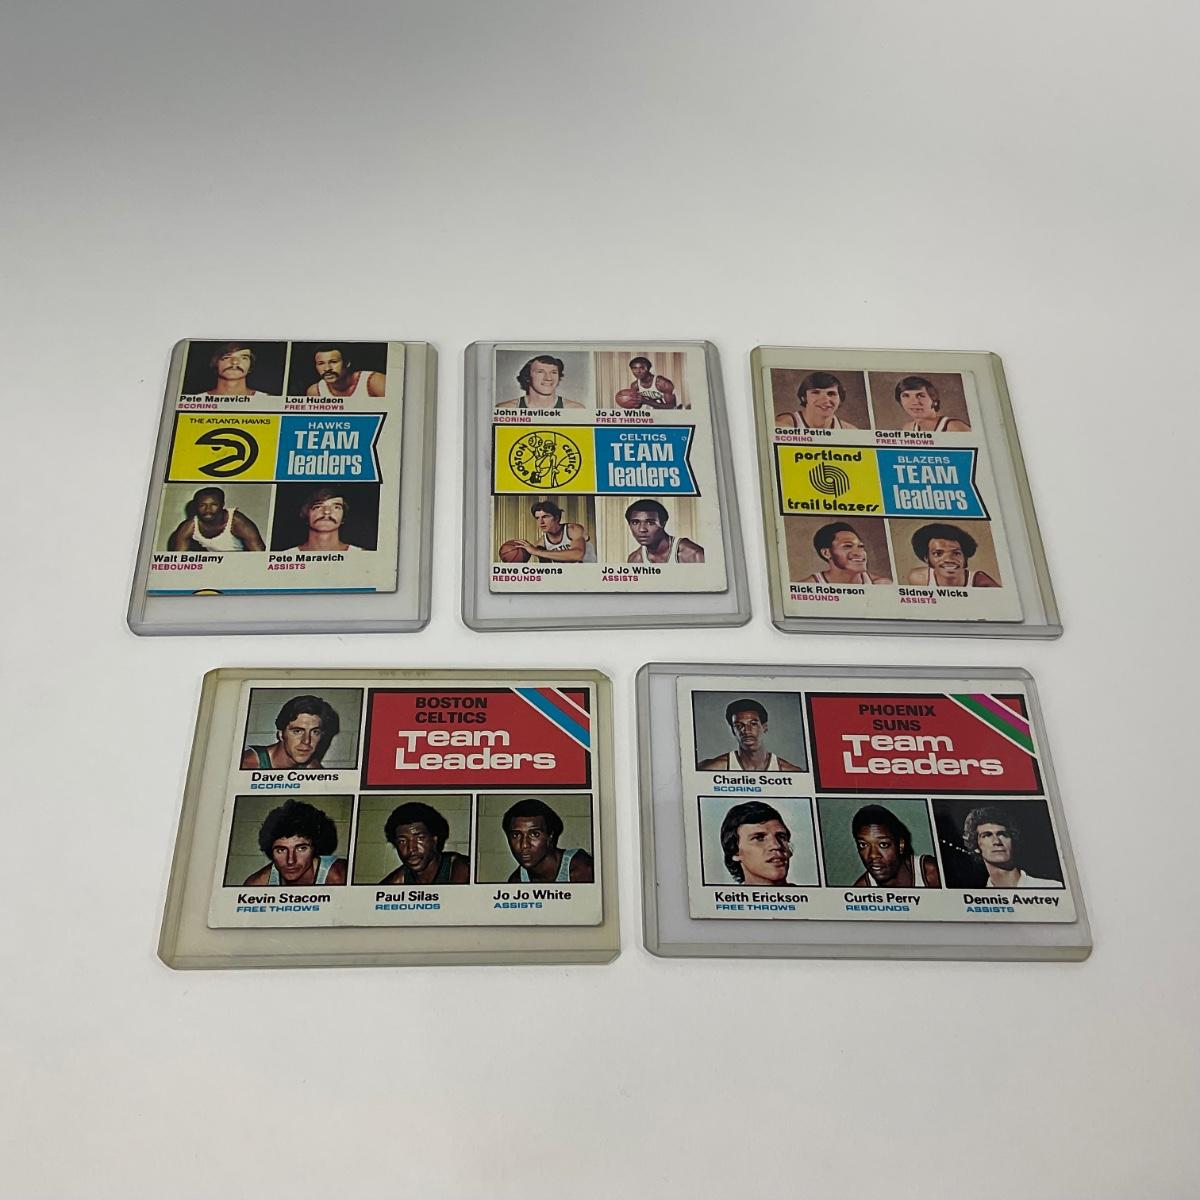 Pete Maravich
SCORING
Lou Hudson
FREE THROWS
THE ATLANTA HAWKS
HAWKS
TEAM
leaders
Walt Bellamy
REBOUNDS
Pete Maravich
ASSISTS
John Havlicek
SCORING
Jo Jo White
FREE THROWS
BOSTON
CELTICS
CELTICS
TEAM
leaders
Dave Cowens
REBOUNDS
Jo Jo White
ASSISTS
Geoff Petrie
SCORING
Geoff Petrie
FREE THROWS
portland
trail blazers
BLAZERS
TEAM
leaders
Rick Roberson
REBOUNDS
Sidney Wicks
ASSISTS
BOSTON
CELTICS
Team
Leaders
Dave Cowens
SCORING
Kevin Stacom
FREE THROWS
Paul Silas
REBOUNDS
Jo Jo White
ASSISTS
PHOENIX
SUNS
Team
Leaders
Charlie Scott
SCORING
Keith Erickson
FREE THROWS
Curtis Perry
REBOUNDS
Dennis Awtrey
ASSISTS